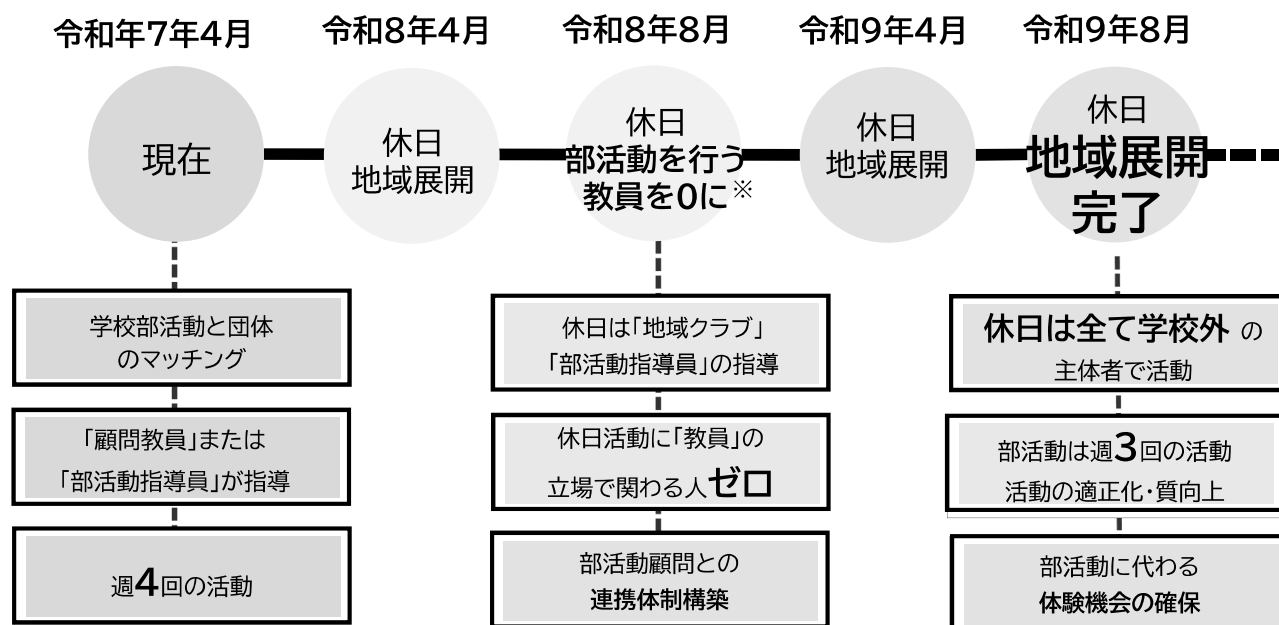 令和年7年4月
令和8年4月
令和8年8月
令和9年4月
令和9年8月
現在
休日
地域展開
休日
部活動を行う
教員を0に※
休日
地域展開
休日
地域展開
完了
学校部活動と団体
のマッチング
「顧問教員」または
「部活動指導員」が指導
週4回の活動
休日は「地域クラブ」
「部活動指導員」の指導
休日活動に「教員」の
立場で関わる人ゼロ
部活動顧問との
連携体制構築
休日は全て学校外の
主体者で活動
部活動は週3回の活動
活動の適正化・質向上
部活動に代わる
体験機会の確保